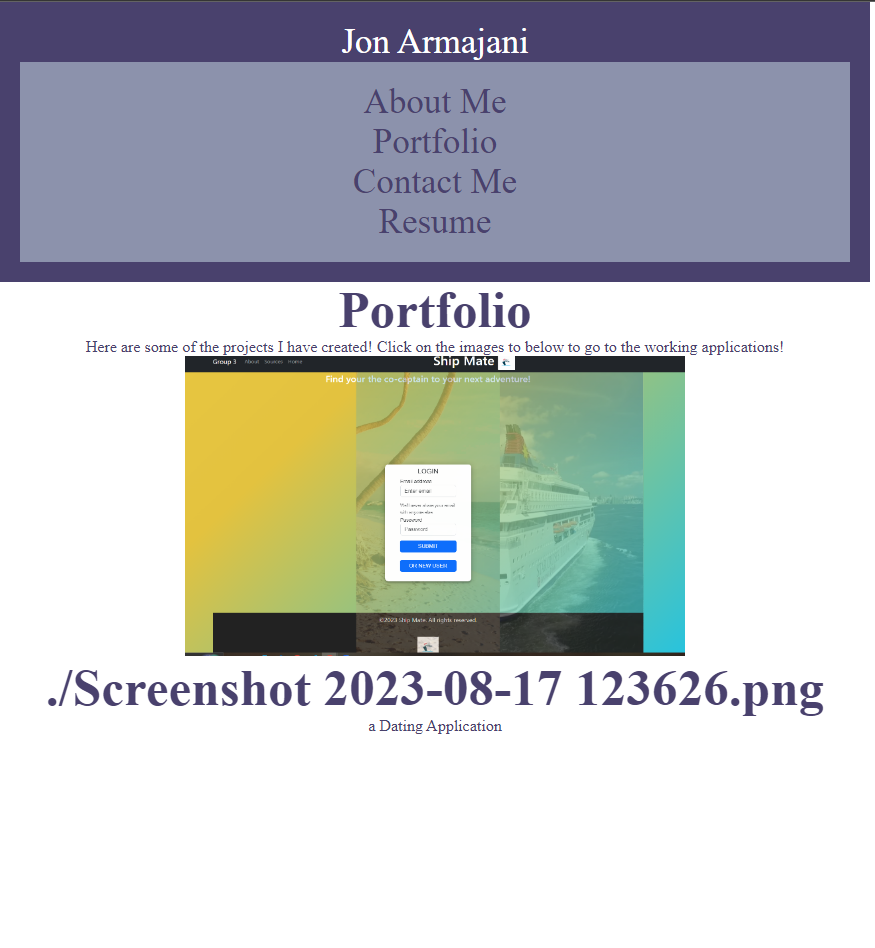 Jon Armajani
About Me
Portfolio
Contact Me
Resume
Portfolio
Here are some of the projects I have created! Click on the images to below to go to the working applications!
Group 3 About Home
Ship Mate
Find your the co-captain to your next adventure!
LOGIN
Email address
Enter email
We'll never share your email
with anyone else.
Password
Password
SUBMIT
OR NEW USER
©2023 Ship Mate. All rights reserved.
./Screenshot 2023-08-17 123626.png
a Dating Application